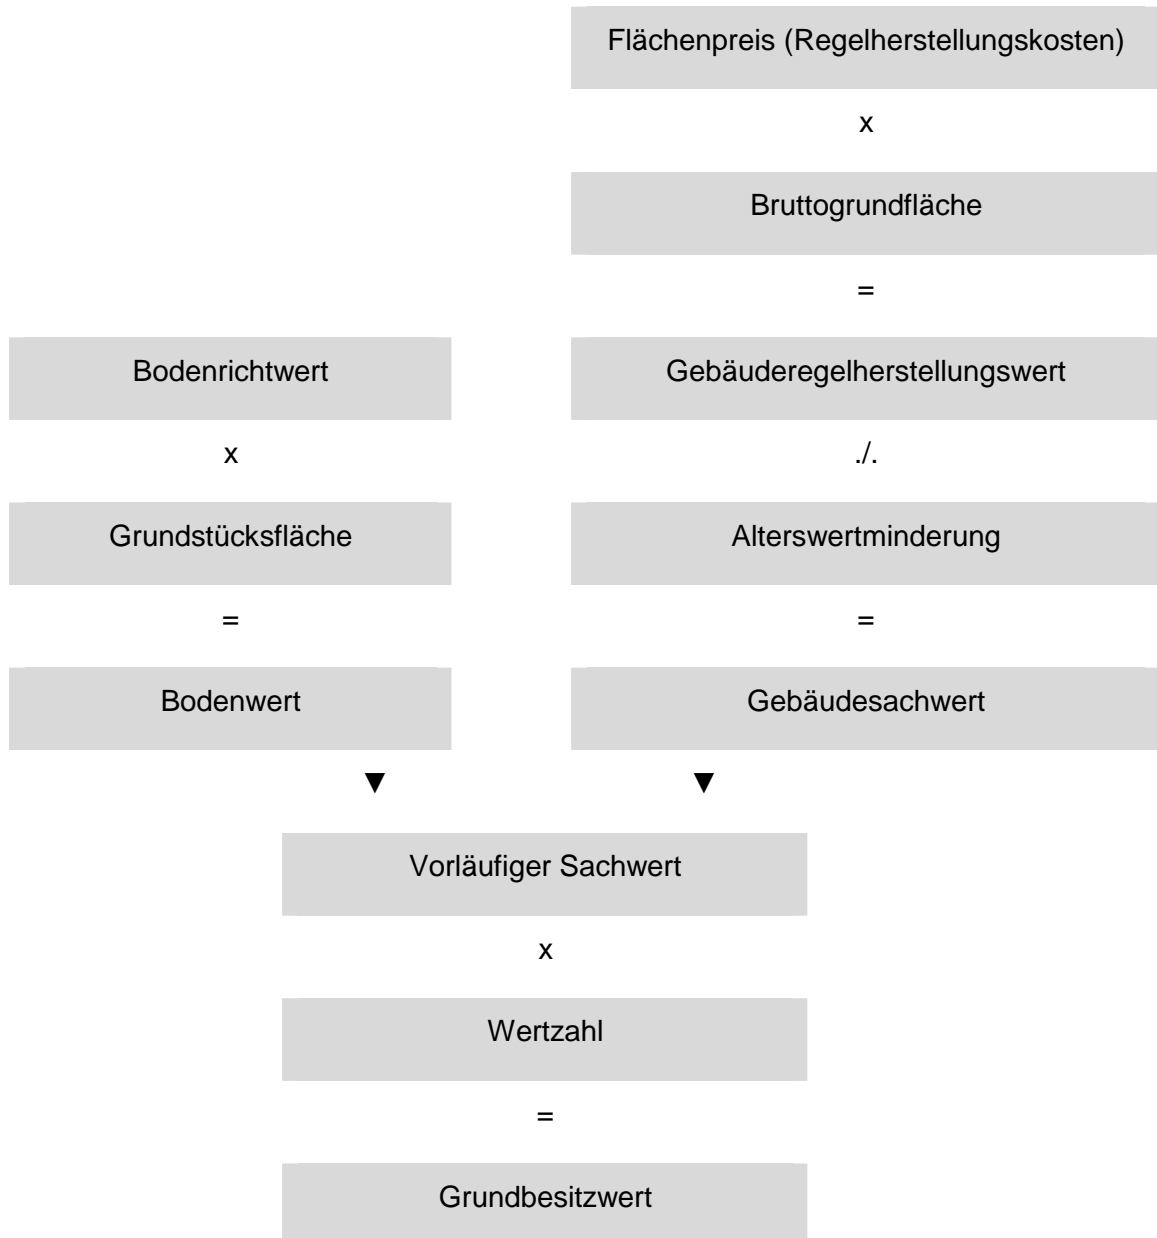 Flächenpreis (Regelherstellungskosten)
x
Bruttogrundfläche
=
Bodenrichtwert
Gebäuderegelherstellungswert
x
./.
Grundstücksfläche
Alterswertminderung
=
=
Bodenwert
Gebäudesachwert
▼
▼
Vorläufiger Sachwert
x
Wertzahl
=
Grundbesitzwert